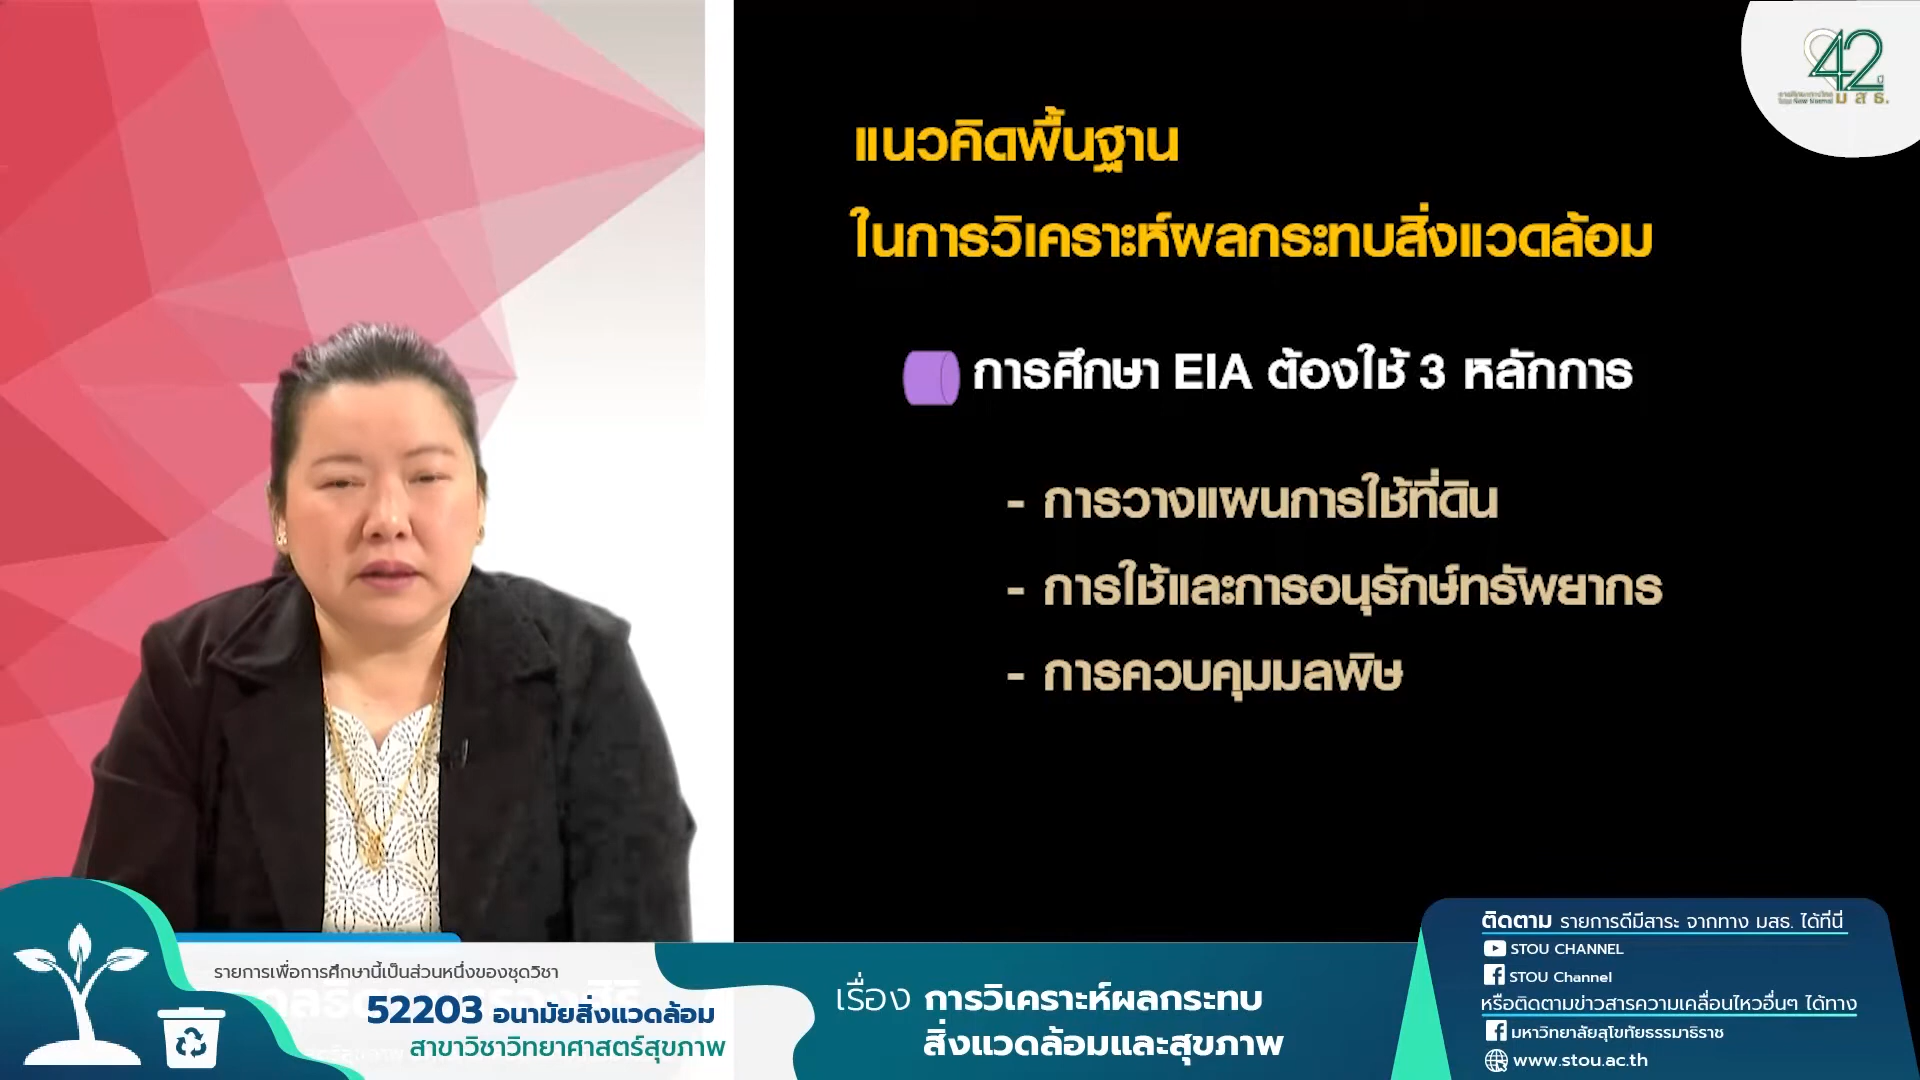 42
ปี
ม ส ธ.
แนวคิดพื้นฐาน
ในการวิเคราะห์ผลกระทบสิ่งแวดล้อม
การศึกษา EIA ต้องใช้ 3 หลักการ
- การวางแผนการใช้ที่ดิน
- การใช้และการอนุรักษ์ทรัพยากร
- การควบคุมมลพิษ
รายการเพื่อการศึกษานี้เป็นส่วนหนึ่งของชุดวิชา
52203 อนามัยสิ่งแวดล้อม
สาขาวิชาวิทยาศาสตร์สุขภาพ
เรื่อง การวิเคราะห์ผลกระทบ
สิ่งแวดล้อมและสุขภาพ
ติดตาม รายการดีมีสาระ จากทาง มสธ. ได้ที่นี่
STOU CHANNEL
STOU Channel
หรือติดตามข่าวสารความเคลื่อนไหวอื่นๆ ได้ทาง
มหาวิทยาลัยสุโขทัยธรรมาธิราช
www.stou.ac.th